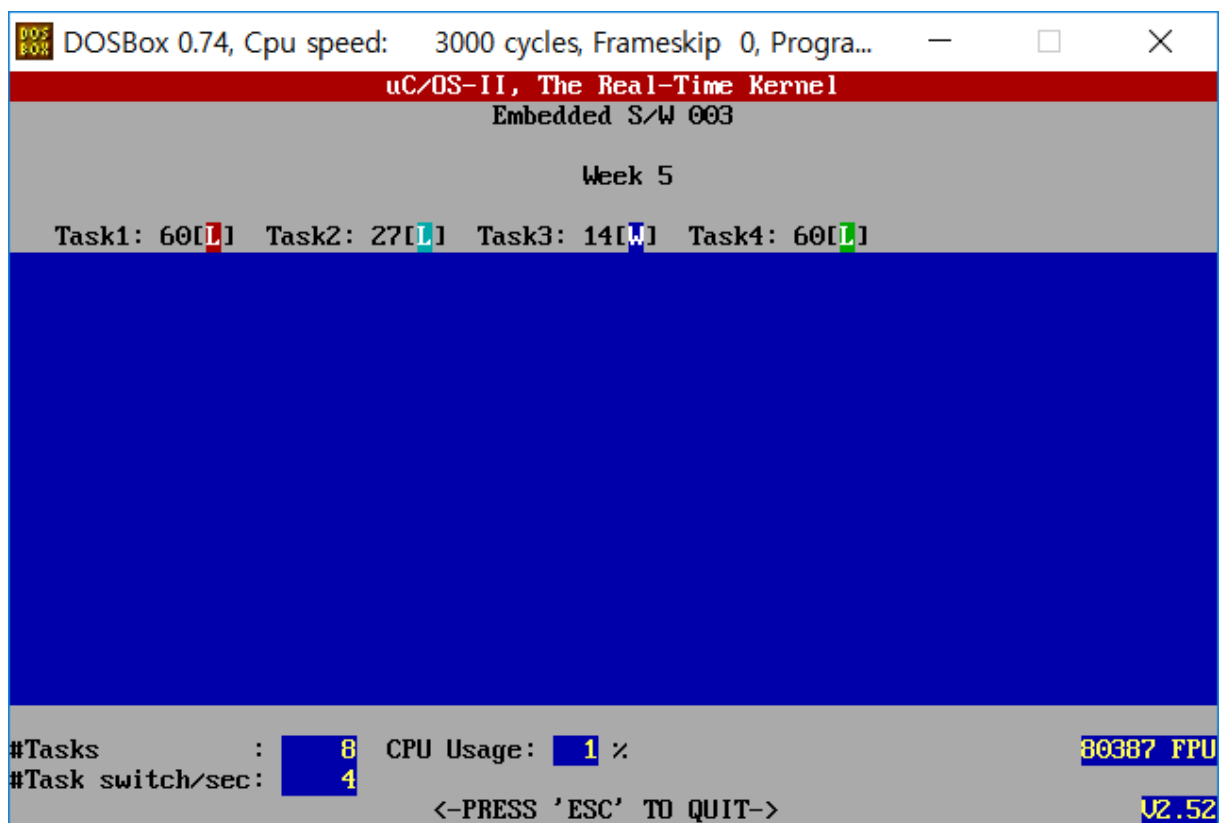 DOS BOX DOSBox 0.74, Cpu speed: 3000 cycles, Frameskip 0, Progra...
uC/OS-II, The Real-Time Kernel
Embedded S/W 003
Week 5
Task1: 60[L] Task2: 27[L] Task3: 14[W] Task4: 60[L]
#Tasks : 8 CPU Usage: 1 % 80387 FPU
#Task switch/sec: 4
<-PRESS 'ESC' TO QUIT-> V2.52